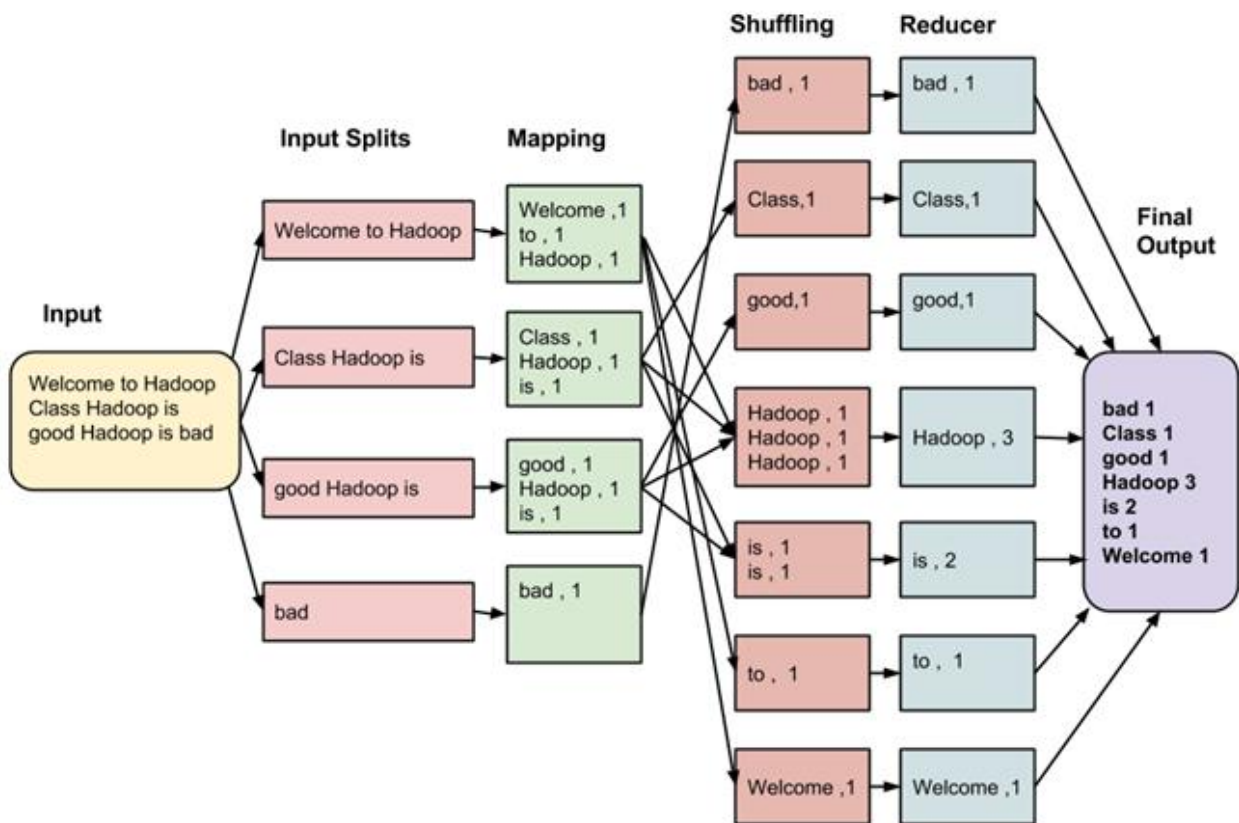 Input
Welcome to Hadoop
Class Hadoop is
good Hadoop is bad
Input Splits
Welcome to Hadoop
Class Hadoop is
good Hadoop is
bad
Mapping
Welcome ,1
to , 1
Hadoop , 1
Class , 1
Hadoop , 1
is , 1
good , 1
Hadoop , 1
is , 1
bad , 1
Shuffling
bad , 1
Class,1
good,1
Hadoop , 1
Hadoop , 1
Hadoop , 1
is , 1
is , 1
to , 1
Welcome ,1
Reducer
bad , 1
Class,1
good,1
Hadoop , 3
is , 2
to , 1
Welcome ,1
Final
Output
bad 1
Class 1
good 1
Hadoop 3
is 2
to 1
Welcome 1